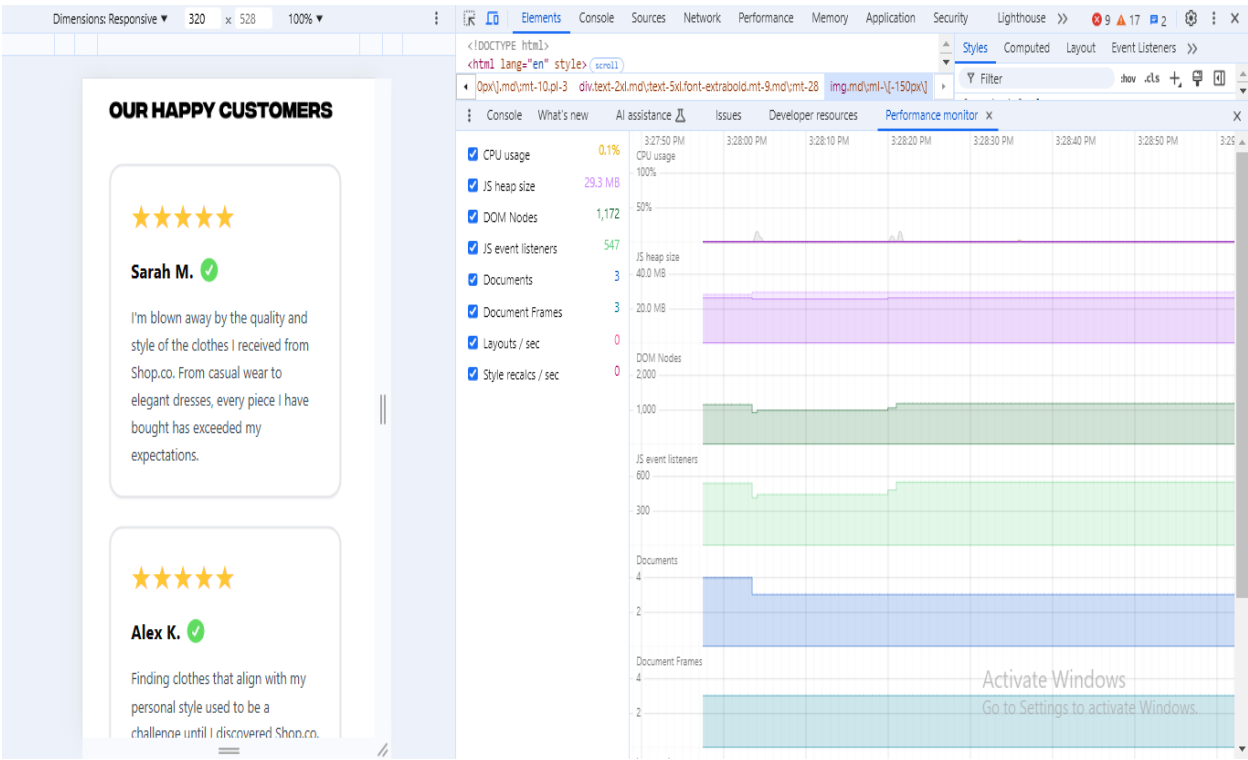 Dimensions: Responsive ▼ 320 x 528 100% ▼
Elements Console Sources Network Performance Memory Application Security Lighthouse 9 17 2
<!DOCTYPE html>
<html lang="en" style> scroll
0px\].md\:mt-10.pl-3 div.text-2xl.md\:text-5xl.font-extrabold.mt-9.md\:mt-28 img.md\:ml-\[-150px\]
Styles Computed Layout Event Listeners
Filter :hov .cls
Console What's new AI assistance Issues Developer resources Performance monitor
OUR HAPPY CUSTOMERS
Sarah M.
I'm blown away by the quality and
style of the clothes I received from
Shop.co. From casual wear to
elegant dresses, every piece I have
bought has exceeded my
expectations.
Alex K.
Finding clothes that align with my
personal style used to be a
challenge until I discovered Shop.co.
CPU usage 0.1%
JS heap size 29.3 MB
DOM Nodes 1,172
JS event listeners 547
Documents 3
Document Frames 3
Layouts / sec 0
Style recalcs / sec 0
3:27:50 PM 3:28:00 PM 3:28:10 PM 3:28:20 PM 3:28:30 PM 3:28:40 PM 3:28:50 PM
CPU usage
100%
50%
JS heap size
40.0 MB
20.0 MB
DOM Nodes
2,000
1,000
JS event listeners
600
300
Documents
4
2
Document Frames
4
2
Activate Windows
Go to Settings to activate Windows.